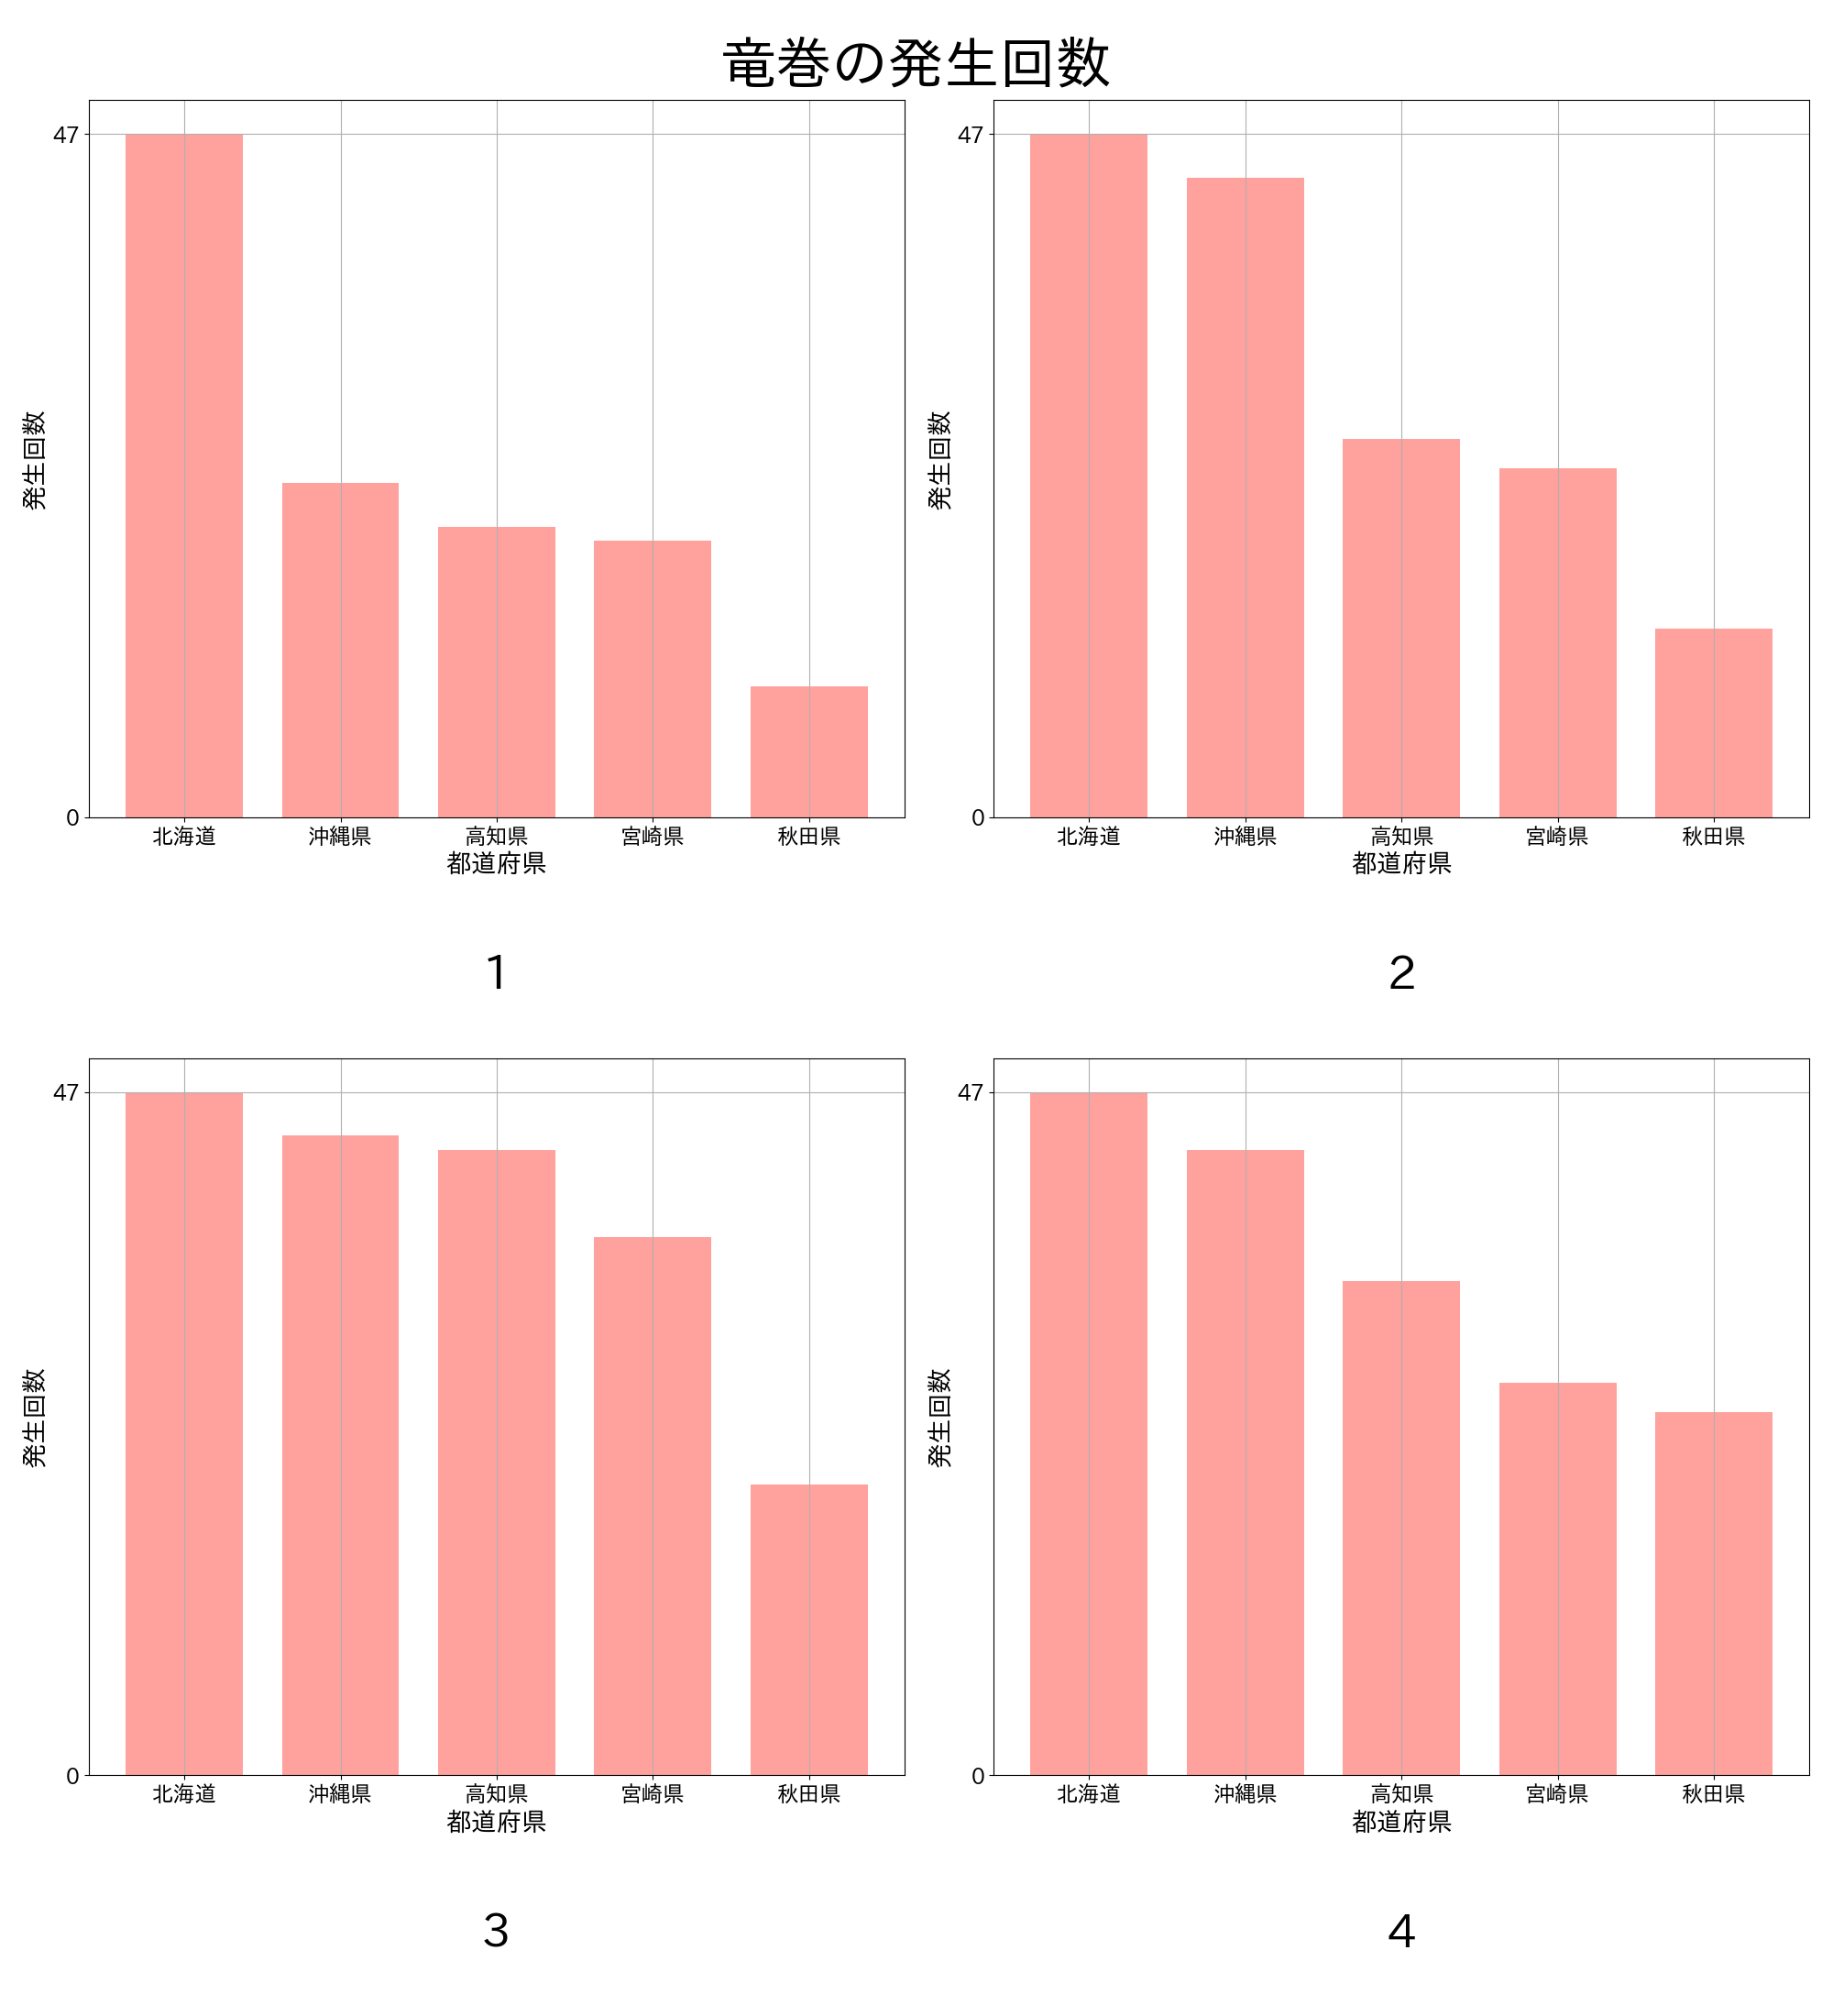 竜巻の発生回数
47
0
発生回数
北海道 沖縄県 高知県 宮崎県 秋田県
都道府県
1
47
0
発生回数
北海道 沖縄県 高知県 宮崎県 秋田県
都道府県
2
47
0
発生回数
北海道 沖縄県 高知県 宮崎県 秋田県
都道府県
3
47
0
発生回数
北海道 沖縄県 高知県 宮崎県 秋田県
都道府県
4